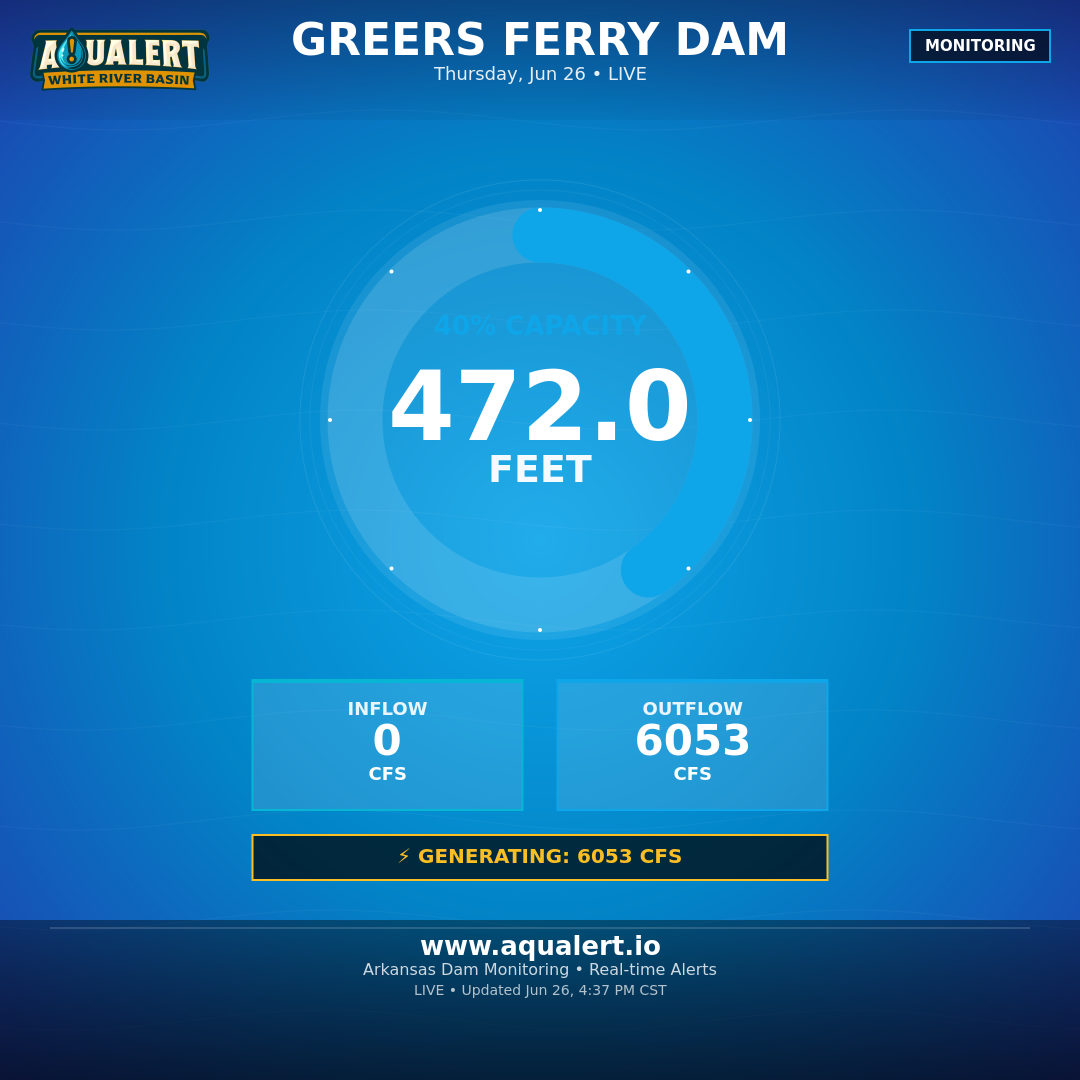 AQUALERT
WHITE RIVER BASIN
GREERS FERRY DAM
Thursday, Jun 26 • LIVE
MONITORING
40% CAPACITY
472.0
FEET
INFLOW
0
CFS
OUTFLOW
6053
CFS
⚡ GENERATING: 6053 CFS
www.aqualert.io
Arkansas Dam Monitoring • Real-time Alerts
LIVE • Updated Jun 26, 4:37 PM CST